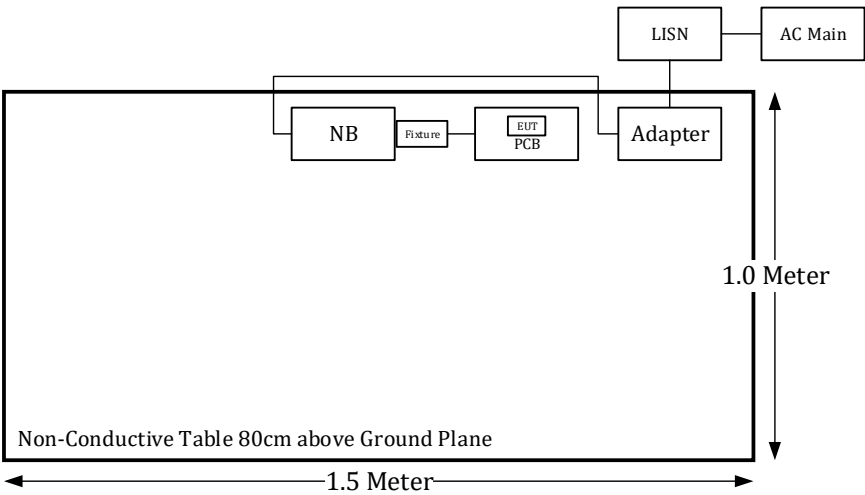 LISN
AC Main
NB
Fixture
EUT
PCB
Adapter
1.0 Meter
Non-Conductive Table 80cm above Ground Plane
1.5 Meter